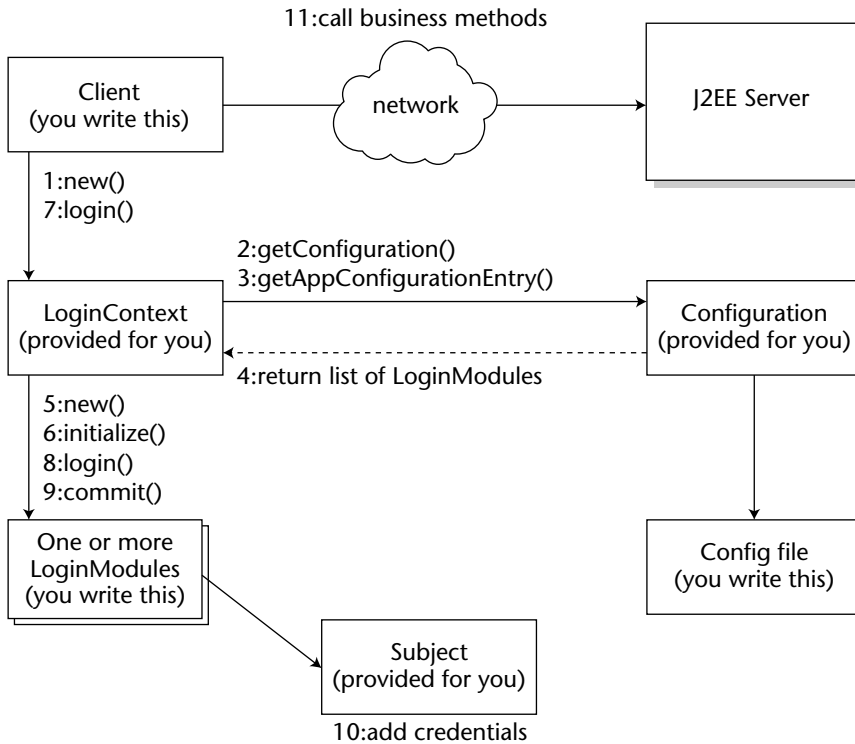 11:call business methods
Client
(you write this)
network
J2EE Server
1:new()
7:login()
2:getConfiguration()
3:getAppConfigurationEntry()
LoginContext
(provided for you)
Configuration
(provided for you)
4:return list of LoginModules
5:new()
6:initialize()
8:login()
9:commit()
One or more
LoginModules
(you write this)
Config file
(you write this)
Subject
(provided for you)
10:add credentials